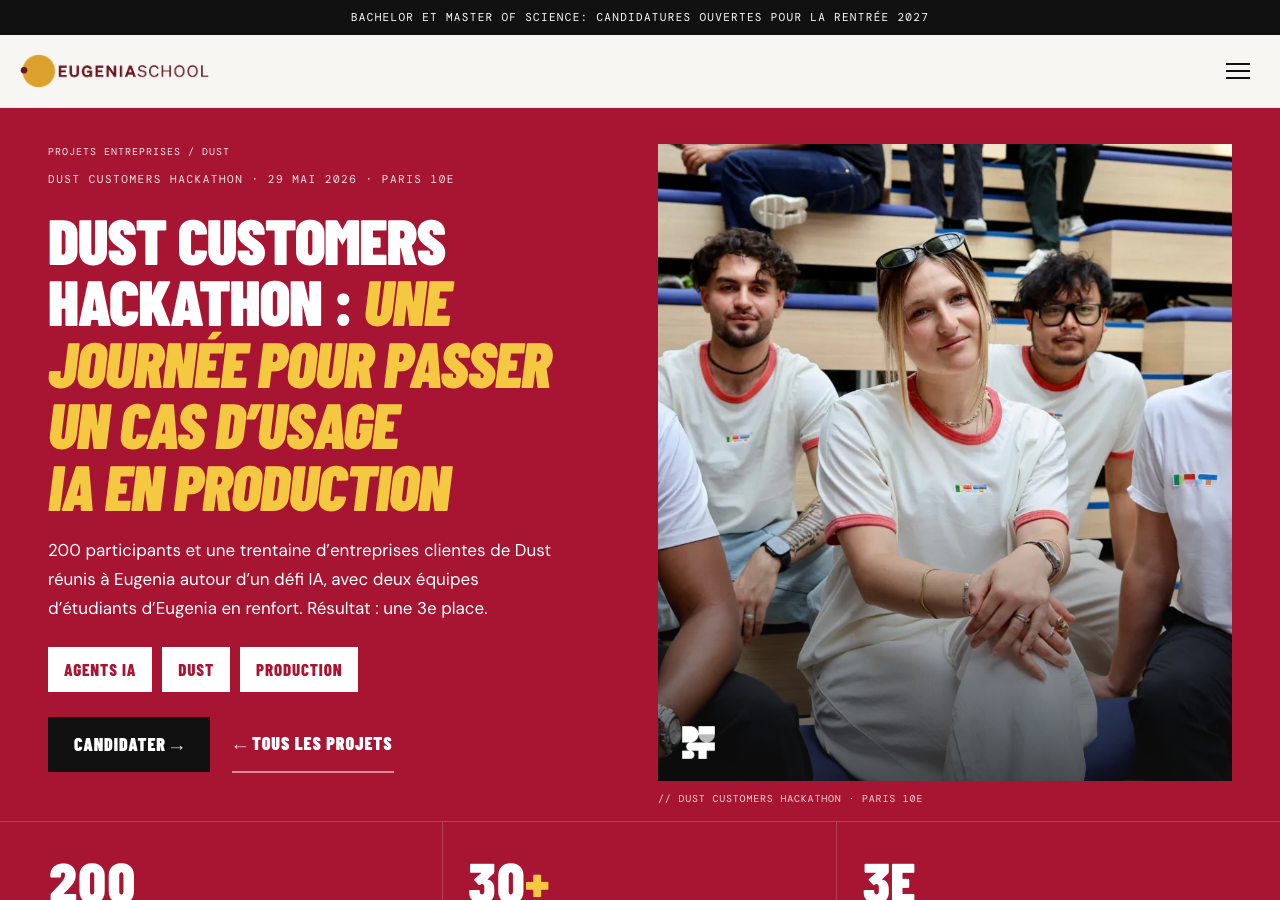 BACHELOR ET MASTER OF SCIENCE: CANDIDATURES OUVERTES POUR LA RENTRÉE 2027
EUGENIASCHOOL
PROJETS ENTREPRISES / DUST
DUST CUSTOMERS HACKATHON · 29 MAI 2026 · PARIS 10E
DUST CUSTOMERS
HACKATHON : UNE
JOURNÉE POUR PASSER
UN CAS D’USAGE
IA EN PRODUCTION
200 participants et une trentaine d’entreprises clientes de Dust
réunis à Eugenia autour d’un défi IA, avec deux équipes
d’étudiants d’Eugenia en renfort. Résultat : une 3e place.
AGENTS IA
DUST
PRODUCTION
CANDIDATER →
← TOUS LES PROJETS
DUST
// DUST CUSTOMERS HACKATHON · PARIS 10E
200
30+
3E